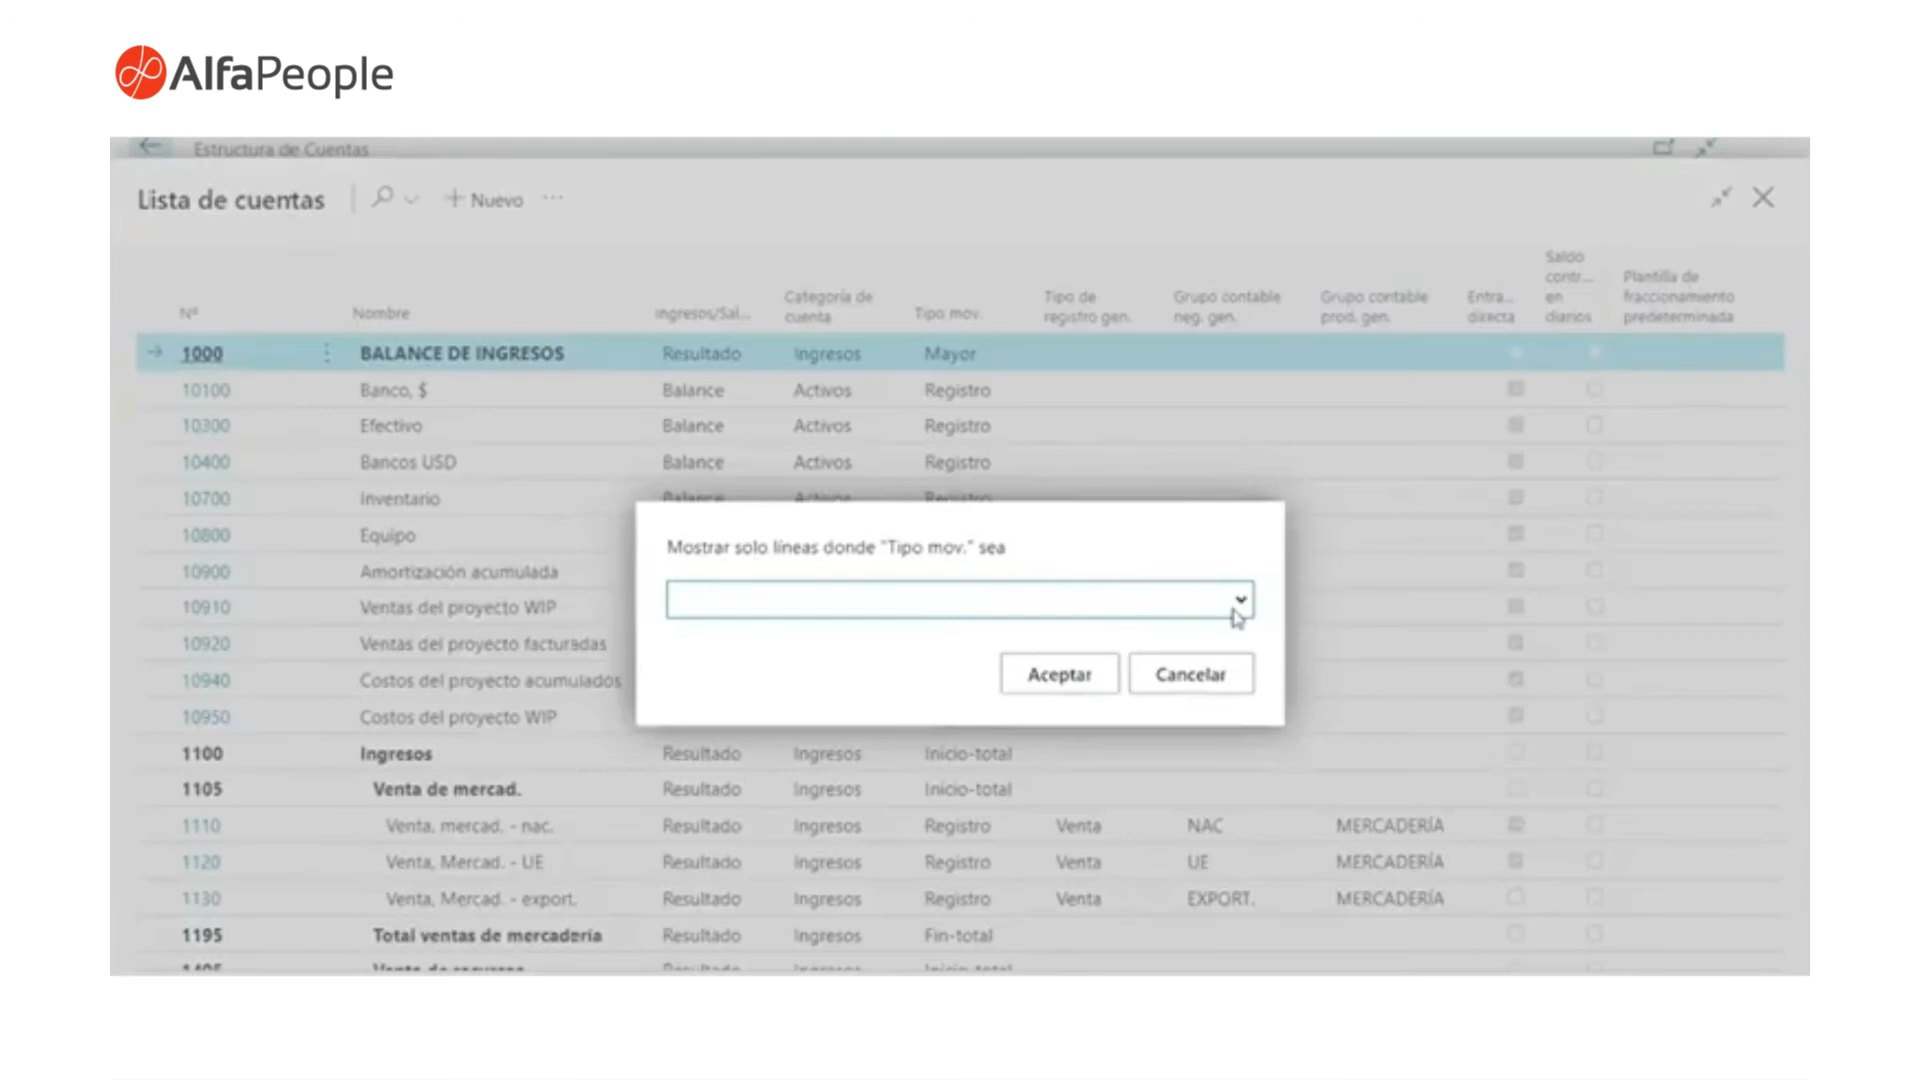 AlfaPeople
Estructura de Cuentas
Lista de cuentas
Nuevo
Nº Nombre Ingresos/Sal... Categoría de cuenta Tipo mov. Tipo de registro gen. Grupo contable neg. gen. Grupo contable prod. gen. Entra... directa Saldo contr... en diarios Plantilla de fraccionamiento predeterminada
1000 BALANCE DE INGRESOS Resultado Ingresos Mayor
10100 Banco, $ Balance Activos Registro
10300 Efectivo Balance Activos Registro
10400 Bancos USD Balance Activos Registro
10700 Inventario Balance Activos Registro
10800 Equipo
10900 Amortización acumulada
10910 Ventas del proyecto WIP
10920 Ventas del proyecto facturadas
10940 Costos del proyecto acumulados
10950 Costos del proyecto WIP
Mostrar solo líneas donde "Tipo mov." sea
Aceptar Cancelar
1100 Ingresos Resultado Ingresos Inicio-total
1105 Venta de mercad. Resultado Ingresos Inicio-total
1110 Venta, mercad. - nac. Resultado Ingresos Registro Venta NAC MERCADERÍA
1120 Venta, Mercad. - UE Resultado Ingresos Registro Venta UE MERCADERÍA
1130 Venta, Mercad. - export. Resultado Ingresos Registro Venta EXPORT. MERCADERÍA
1195 Total ventas de mercadería Resultado Ingresos Fin-total